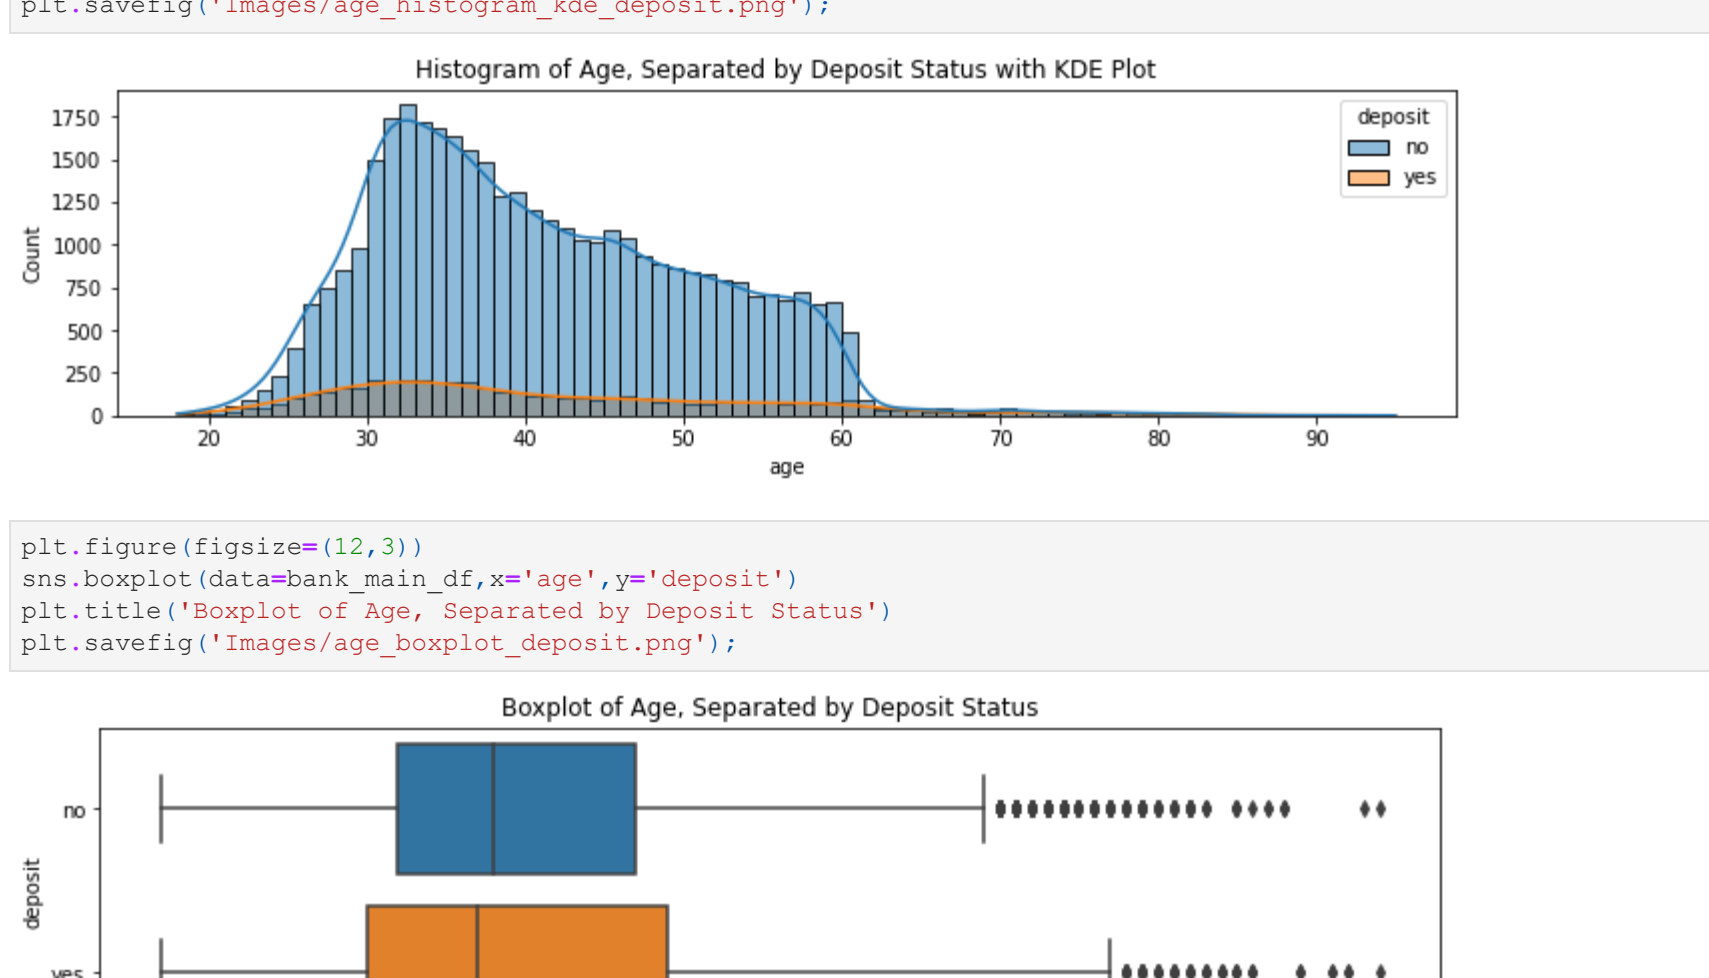 plt.savefig('Images/age_histogram_kde_deposit.png');
Histogram of Age, Separated by Deposit Status with KDE Plot
1750
1500
1250
1000
750
500
250
0
Count
deposit
no
yes
20 30 40 50 60 70 80 90
age
plt.figure(figsize=(12,3))
sns.boxplot(data=bank_main_df,x='age',y='deposit')
plt.title('Boxplot of Age, Separated by Deposit Status')
plt.savefig('Images/age_boxplot_deposit.png');
Boxplot of Age, Separated by Deposit Status
no
deposit
yes